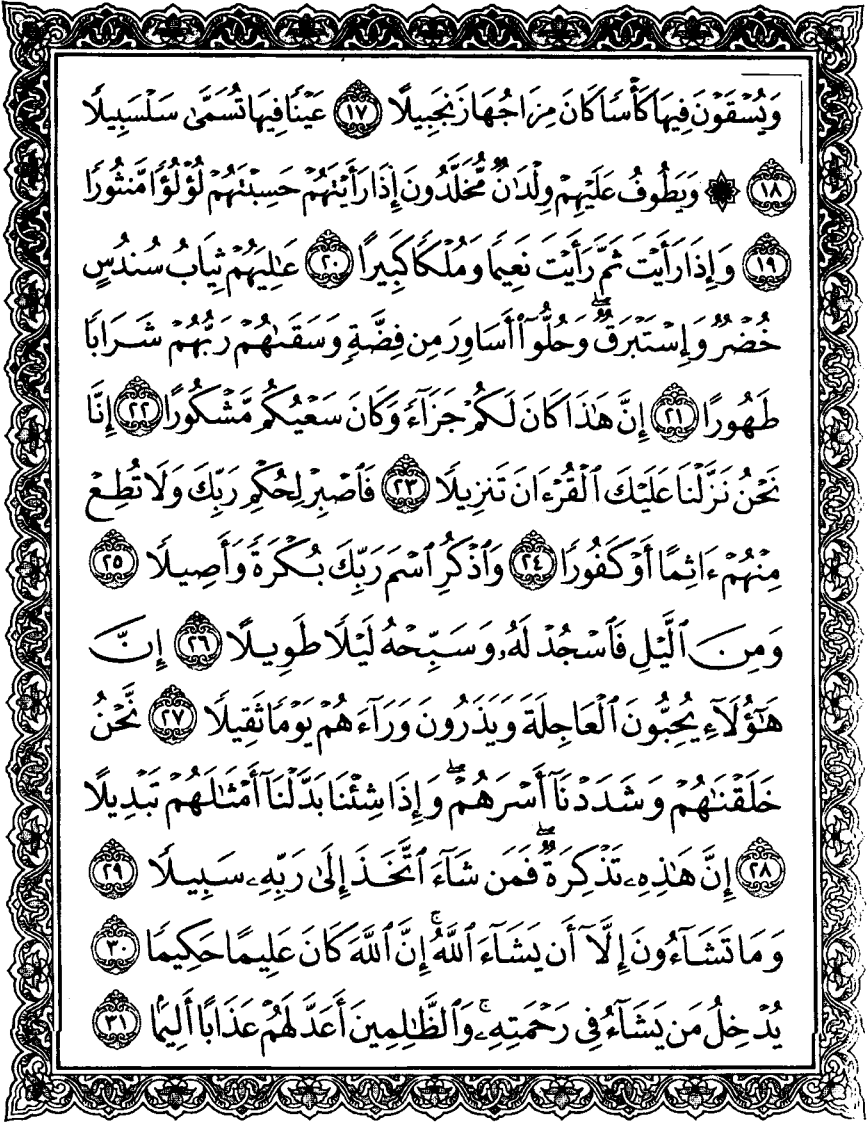 وَيُسْقَوْنَ فِيهَا كَأْسًا كَانَ مِزَاجُهَا زَنجَبِيلًا ١٧ عَيْنًا فِيهَا تُسَمَّىٰ سَلْسَبِيلًا
١٨ ۞ وَيَطُوفُ عَلَيْهِمْ وِلْدَٰنٌ مُّخَلَّدُونَ إِذَا رَأَيْتَهُمْ حَسِبْتَهُمْ لُؤْلُؤًا مَّنثُورًا
١٩ وَإِذَا رَأَيْتَ ثَمَّ رَأَيْتَ نَعِيمًا وَمُلْكًا كَبِيرًا ٢٠ عَٰلِيَهُمْ ثِيَابُ سُندُسٍ
خُضْرٌ وَإِسْتَبْرَقٌ ۖ وَحُلُّوٓا۟ أَسَاوِرَ مِن فِضَّةٍ وَسَقَىٰهُمْ رَبُّهُمْ شَرَابًا
طَهُورًا ٢١ إِنَّ هَٰذَا كَانَ لَكُمْ جَزَآءً وَكَانَ سَعْيُكُم مَّشْكُورًا ٢٢ إِنَّا
نَحْنُ نَزَّلْنَا عَلَيْكَ ٱلْقُرْءَانَ تَنزِيلًا ٢٣ فَٱصْبِرْ لِحُكْمِ رَبِّكَ وَلَا تُطِعْ
مِنْهُمْ ءَاثِمًا أَوْ كَفُورًا ٢٤ وَٱذْكُرِ ٱسْمَ رَبِّكَ بُكْرَةً وَأَصِيلًا ٢٥
وَمِنَ ٱلَّيْلِ فَٱسْجُدْ لَهُۥ وَسَبِّحْهُ لَيْلًا طَوِيلًا ٢٦ إِنَّ
هَٰٓؤُلَآءِ يُحِبُّونَ ٱلْعَاجِلَةَ وَيَذَرُونَ وَرَآءَهُمْ يَوْمًا ثَقِيلًا ٢٧ نَّحْنُ
خَلَقْنَٰهُمْ وَشَدَدْنَآ أَسْرَهُمْ ۖ وَإِذَا شِئْنَا بَدَّلْنَآ أَمْثَٰلَهُمْ تَبْدِيلًا
٢٨ إِنَّ هَٰذِهِۦ تَذْكِرَةٌ ۖ فَمَن شَآءَ ٱتَّخَذَ إِلَىٰ رَبِّهِۦ سَبِيلًا ٢٩
وَمَا تَشَآءُونَ إِلَّآ أَن يَشَآءَ ٱللَّهُ ۚ إِنَّ ٱللَّهَ كَانَ عَلِيمًا حَكِيمًا ٣٠
يُدْخِلُ مَن يَشَآءُ فِى رَحْمَتِهِۦ ۚ وَٱلظَّٰلِمِينَ أَعَدَّ لَهُمْ عَذَابًا أَلِيمًۢا ٣١